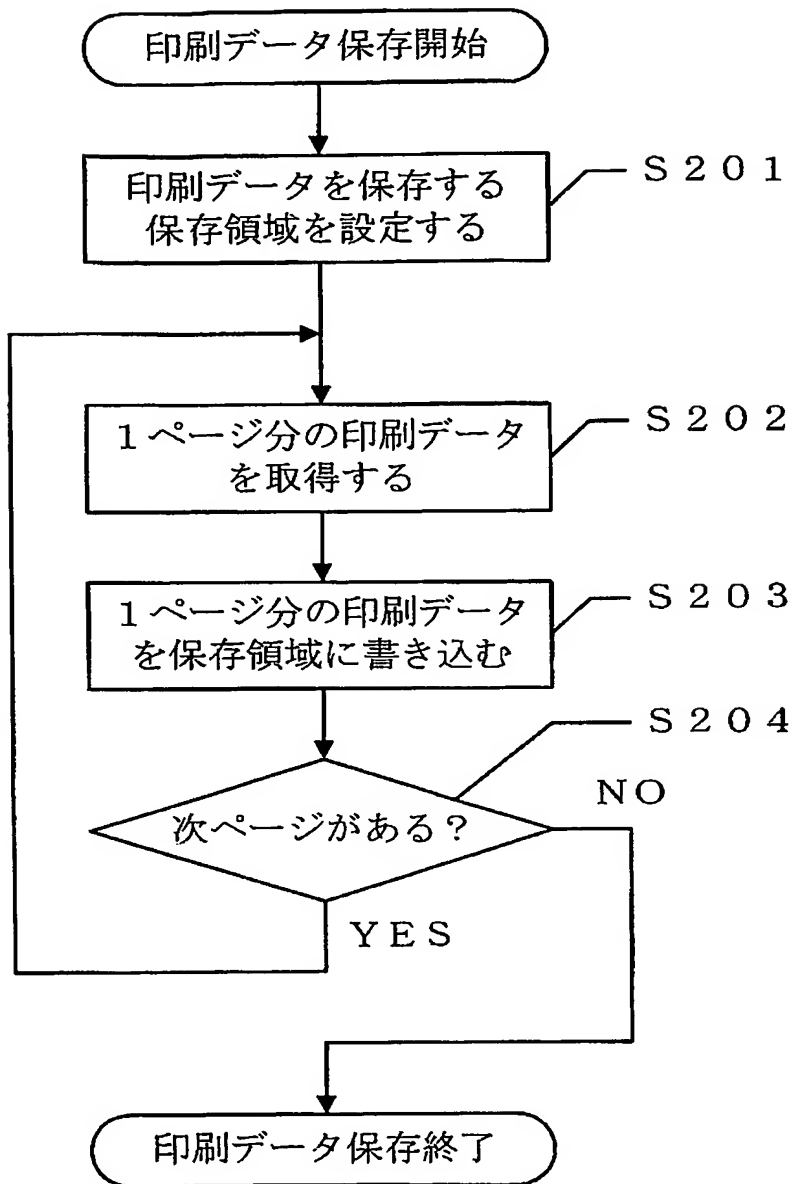 印刷データ保存開始
印刷データを保存する
保存領域を設定する
Ｓ２０１
１ページ分の印刷データ
を取得する
Ｓ２０２
１ページ分の印刷データ
を保存領域に書き込む
Ｓ２０３
Ｓ２０４
次ページがある？
ＮＯ
ＹＥＳ
印刷データ保存終了